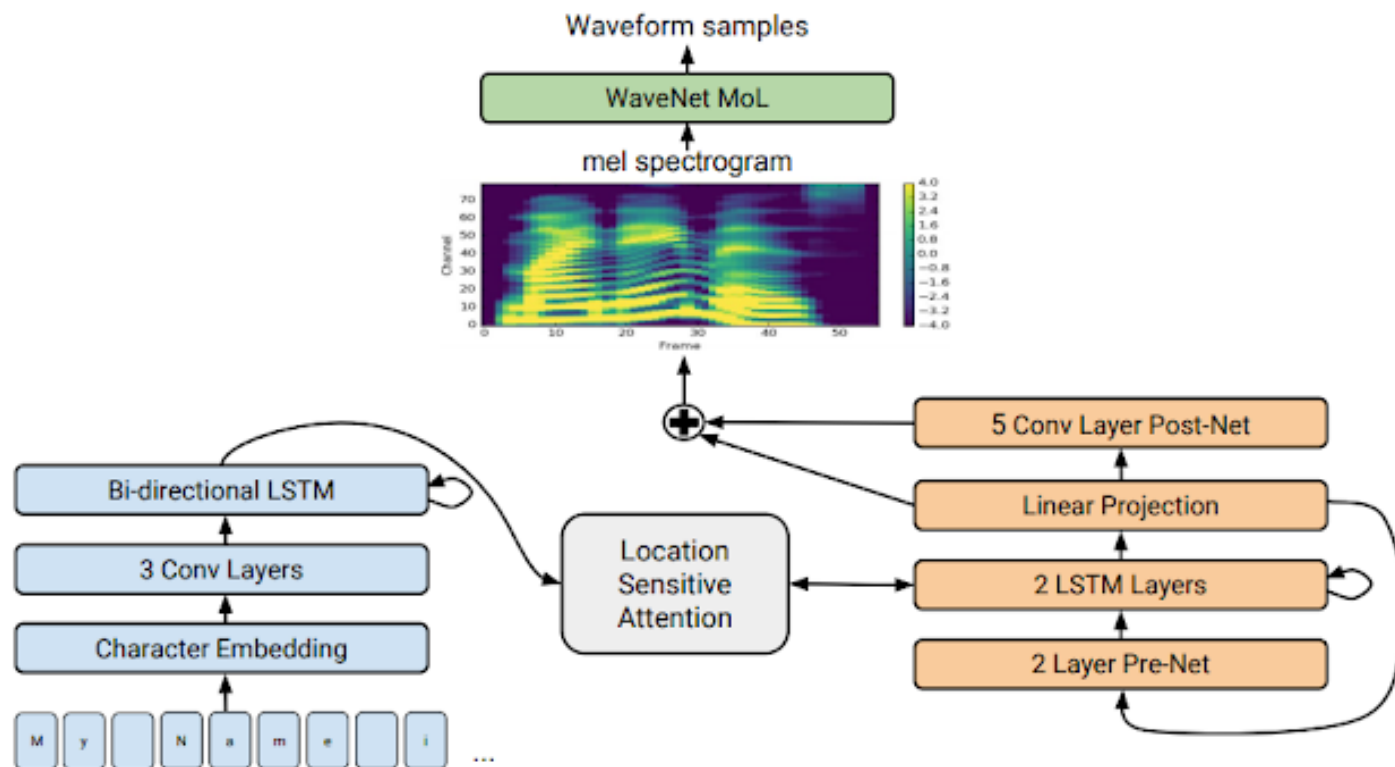 Waveform samples
WaveNet MoL
mel spectrogram
70
60
50
40
30
20
10
0
Channel
0 10 20 30 40 50
Frame
4.0
3.2
2.4
1.6
0.8
0.0
−0.8
−1.6
−2.4
−3.2
−4.0
5 Conv Layer Post-Net
Bi-directional LSTM
Linear Projection
Location
Sensitive
Attention
3 Conv Layers
2 LSTM Layers
Character Embedding
2 Layer Pre-Net
M y N a m e i ...